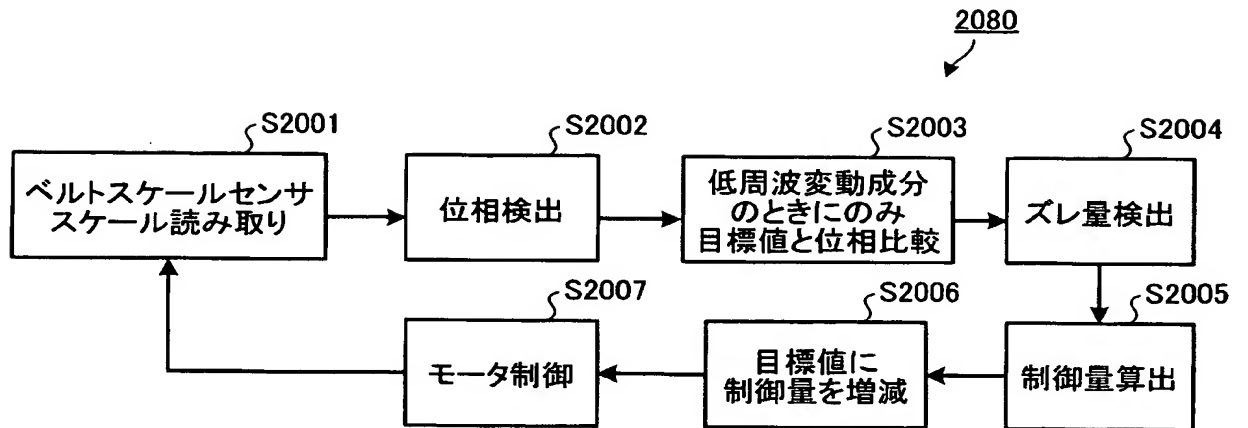 2080
S2001
ベルトスケールセンサ
スケール読み取り
S2002
位相検出
S2003
低周波変動成分
のときにのみ
目標値と位相比較
S2004
ズレ量検出
S2005
制御量算出
S2006
目標値に
制御量を増減
S2007
モータ制御